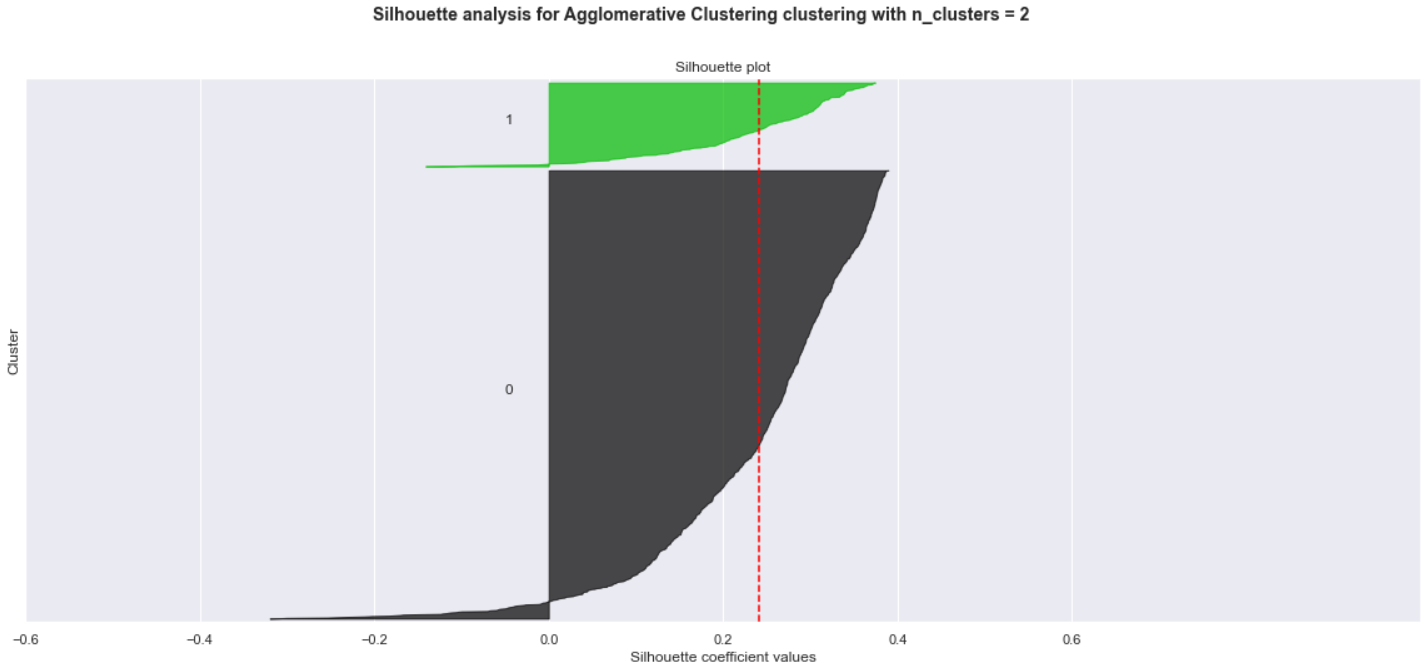 Silhouette analysis for Agglomerative Clustering clustering with n_clusters = 2
Silhouette plot
1
0
Cluster
−0.6 −0.4 −0.2 0.0 0.2 0.4 0.6
Silhouette coefficient values